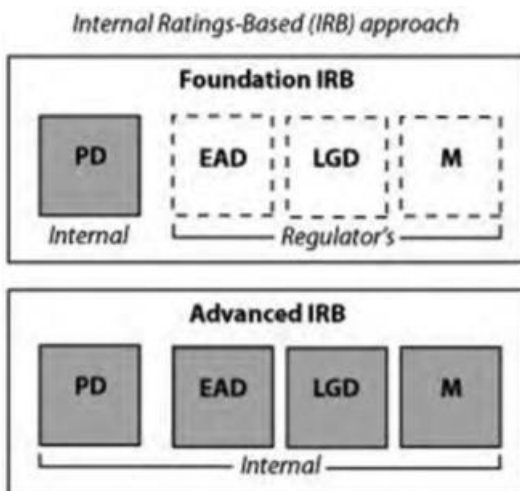 Internal Ratings-Based (IRB) approach
Foundation IRB
PD EAD LGD M
Internal Regulator's
Advanced IRB
PD EAD LGD M
Internal